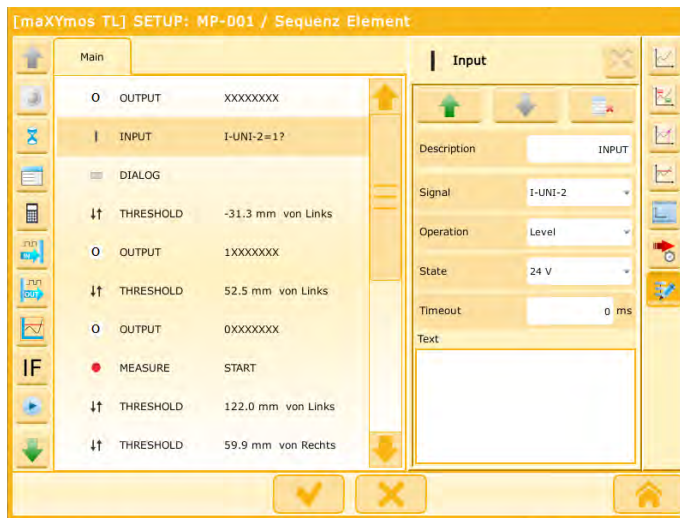 [maXYmos TL] SETUP: MP-001 / Sequenz Element
Main
O OUTPUT XXXXXXXX
I INPUT I-UNI-2=1?
DIALOG
↓↑ THRESHOLD -31.3 mm von Links
O OUTPUT 1XXXXXXX
↓↑ THRESHOLD 52.5 mm von Links
O OUTPUT 0XXXXXXX
MEASURE START
↓↑ THRESHOLD 122.0 mm von Links
↓↑ THRESHOLD 59.9 mm von Rechts
IN
OUT
IF
I Input
Description INPUT
Signal I-UNI-2
Operation Level
State 24 V
Timeout 0 ms
Text